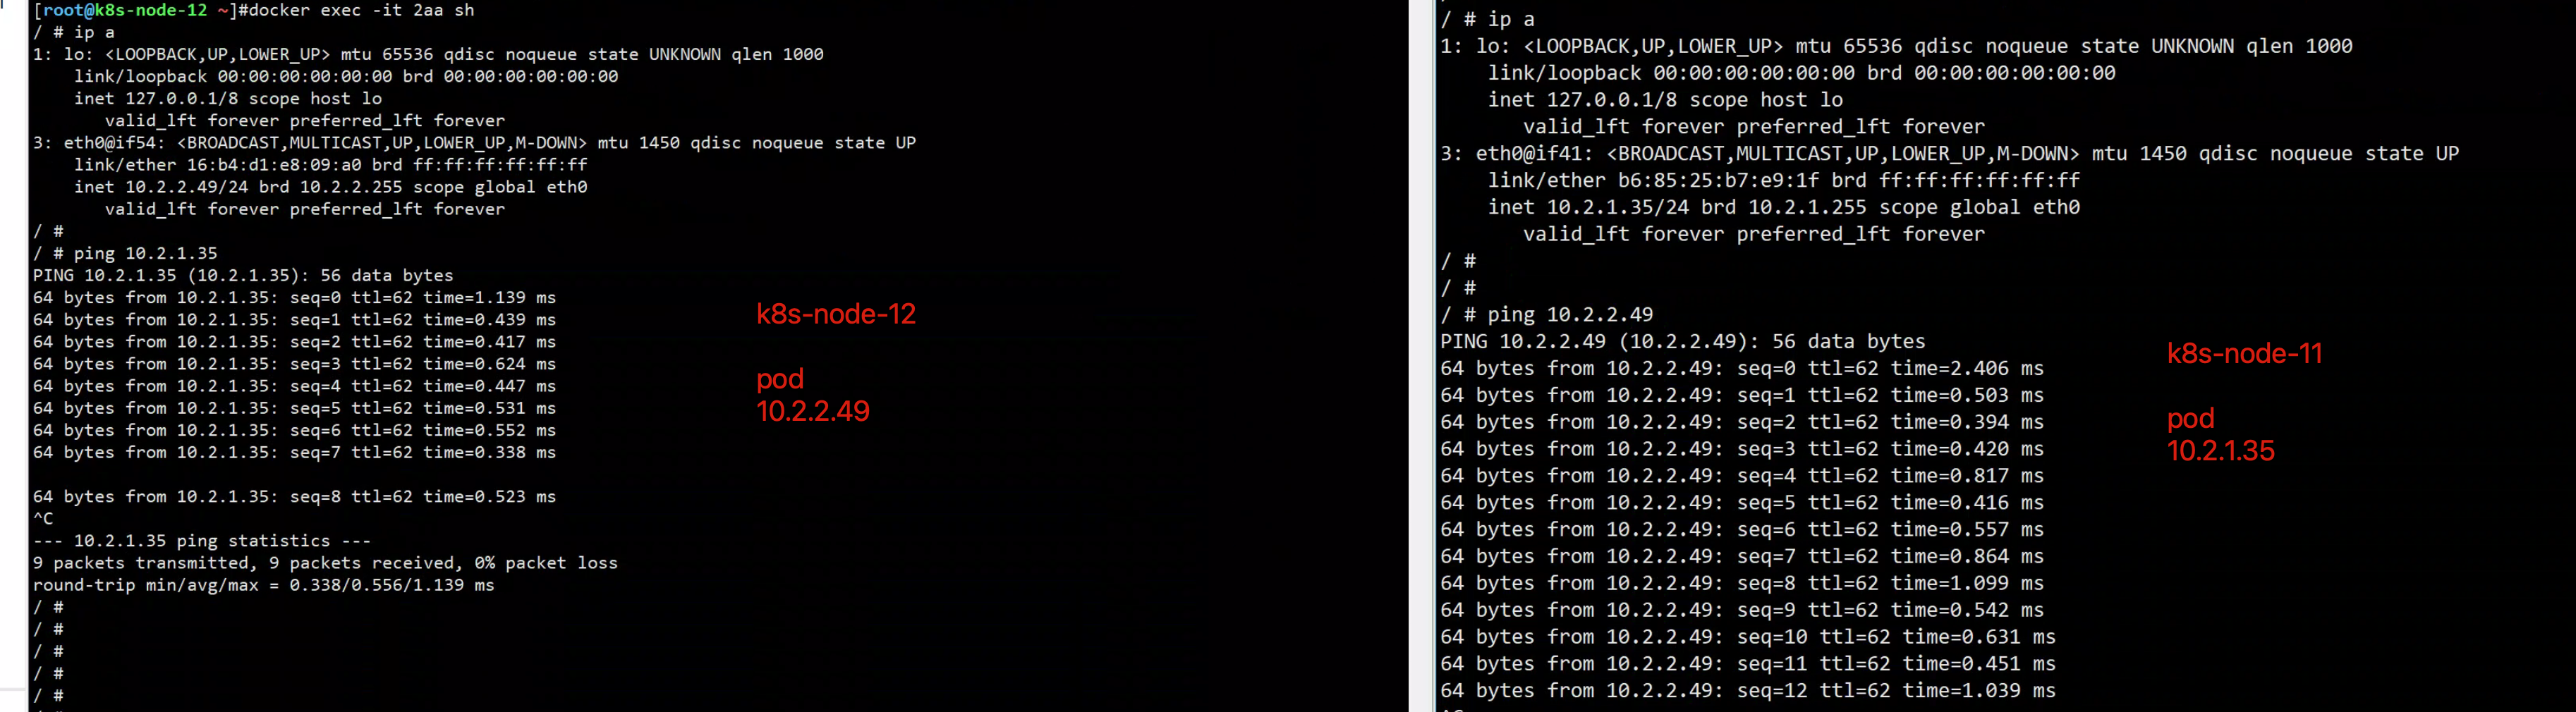 [root@k8s-node-12 ~]#docker exec -it 2aa sh
/ # ip a
1: lo: <LOOPBACK,UP,LOWER_UP> mtu 65536 qdisc noqueue state UNKNOWN qlen 1000
    link/loopback 00:00:00:00:00:00 brd 00:00:00:00:00:00
    inet 127.0.0.1/8 scope host lo
       valid_lft forever preferred_lft forever
3: eth0@if54: <BROADCAST,MULTICAST,UP,LOWER_UP,M-DOWN> mtu 1450 qdisc noqueue state UP
    link/ether 16:b4:d1:e8:09:a0 brd ff:ff:ff:ff:ff:ff
    inet 10.2.2.49/24 brd 10.2.2.255 scope global eth0
       valid_lft forever preferred_lft forever
/ #
/ # ping 10.2.1.35
PING 10.2.1.35 (10.2.1.35): 56 data bytes
64 bytes from 10.2.1.35: seq=0 ttl=62 time=1.139 ms
64 bytes from 10.2.1.35: seq=1 ttl=62 time=0.439 ms
64 bytes from 10.2.1.35: seq=2 ttl=62 time=0.417 ms
64 bytes from 10.2.1.35: seq=3 ttl=62 time=0.624 ms
64 bytes from 10.2.1.35: seq=4 ttl=62 time=0.447 ms
64 bytes from 10.2.1.35: seq=5 ttl=62 time=0.531 ms
64 bytes from 10.2.1.35: seq=6 ttl=62 time=0.552 ms
64 bytes from 10.2.1.35: seq=7 ttl=62 time=0.338 ms
64 bytes from 10.2.1.35: seq=8 ttl=62 time=0.523 ms
^C
--- 10.2.1.35 ping statistics ---
9 packets transmitted, 9 packets received, 0% packet loss
round-trip min/avg/max = 0.338/0.556/1.139 ms
/ #
/ #
/ #
/ #
/ #
k8s-node-12
pod
10.2.2.49
/ # ip a
1: lo: <LOOPBACK,UP,LOWER_UP> mtu 65536 qdisc noqueue state UNKNOWN qlen 1000
    link/loopback 00:00:00:00:00:00 brd 00:00:00:00:00:00
    inet 127.0.0.1/8 scope host lo
       valid_lft forever preferred_lft forever
3: eth0@if41: <BROADCAST,MULTICAST,UP,LOWER_UP,M-DOWN> mtu 1450 qdisc noqueue state UP
    link/ether b6:85:25:b7:e9:1f brd ff:ff:ff:ff:ff:ff
    inet 10.2.1.35/24 brd 10.2.1.255 scope global eth0
       valid_lft forever preferred_lft forever
/ #
/ #
/ # ping 10.2.2.49
PING 10.2.2.49 (10.2.2.49): 56 data bytes
64 bytes from 10.2.2.49: seq=0 ttl=62 time=2.406 ms
64 bytes from 10.2.2.49: seq=1 ttl=62 time=0.503 ms
64 bytes from 10.2.2.49: seq=2 ttl=62 time=0.394 ms
64 bytes from 10.2.2.49: seq=3 ttl=62 time=0.420 ms
64 bytes from 10.2.2.49: seq=4 ttl=62 time=0.817 ms
64 bytes from 10.2.2.49: seq=5 ttl=62 time=0.416 ms
64 bytes from 10.2.2.49: seq=6 ttl=62 time=0.557 ms
64 bytes from 10.2.2.49: seq=7 ttl=62 time=0.864 ms
64 bytes from 10.2.2.49: seq=8 ttl=62 time=1.099 ms
64 bytes from 10.2.2.49: seq=9 ttl=62 time=0.542 ms
64 bytes from 10.2.2.49: seq=10 ttl=62 time=0.631 ms
64 bytes from 10.2.2.49: seq=11 ttl=62 time=0.451 ms
64 bytes from 10.2.2.49: seq=12 ttl=62 time=1.039 ms
k8s-node-11
pod
10.2.1.35